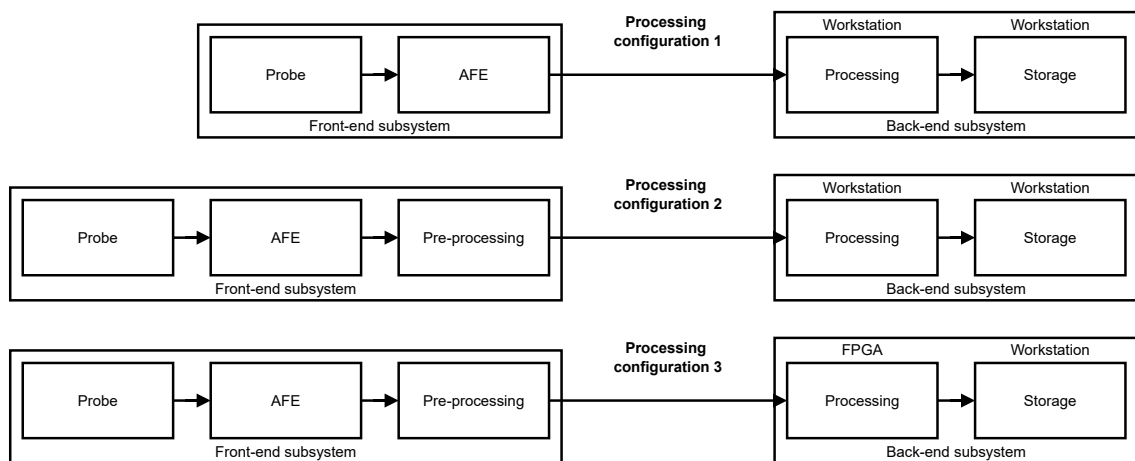 Processing
configuration 1
Workstation Workstation
Probe AFE Processing Storage
Front-end subsystem Back-end subsystem
Processing
configuration 2
Workstation Workstation
Probe AFE Pre-processing Processing Storage
Front-end subsystem Back-end subsystem
Processing
configuration 3
FPGA Workstation
Probe AFE Pre-processing Processing Storage
Front-end subsystem Back-end subsystem